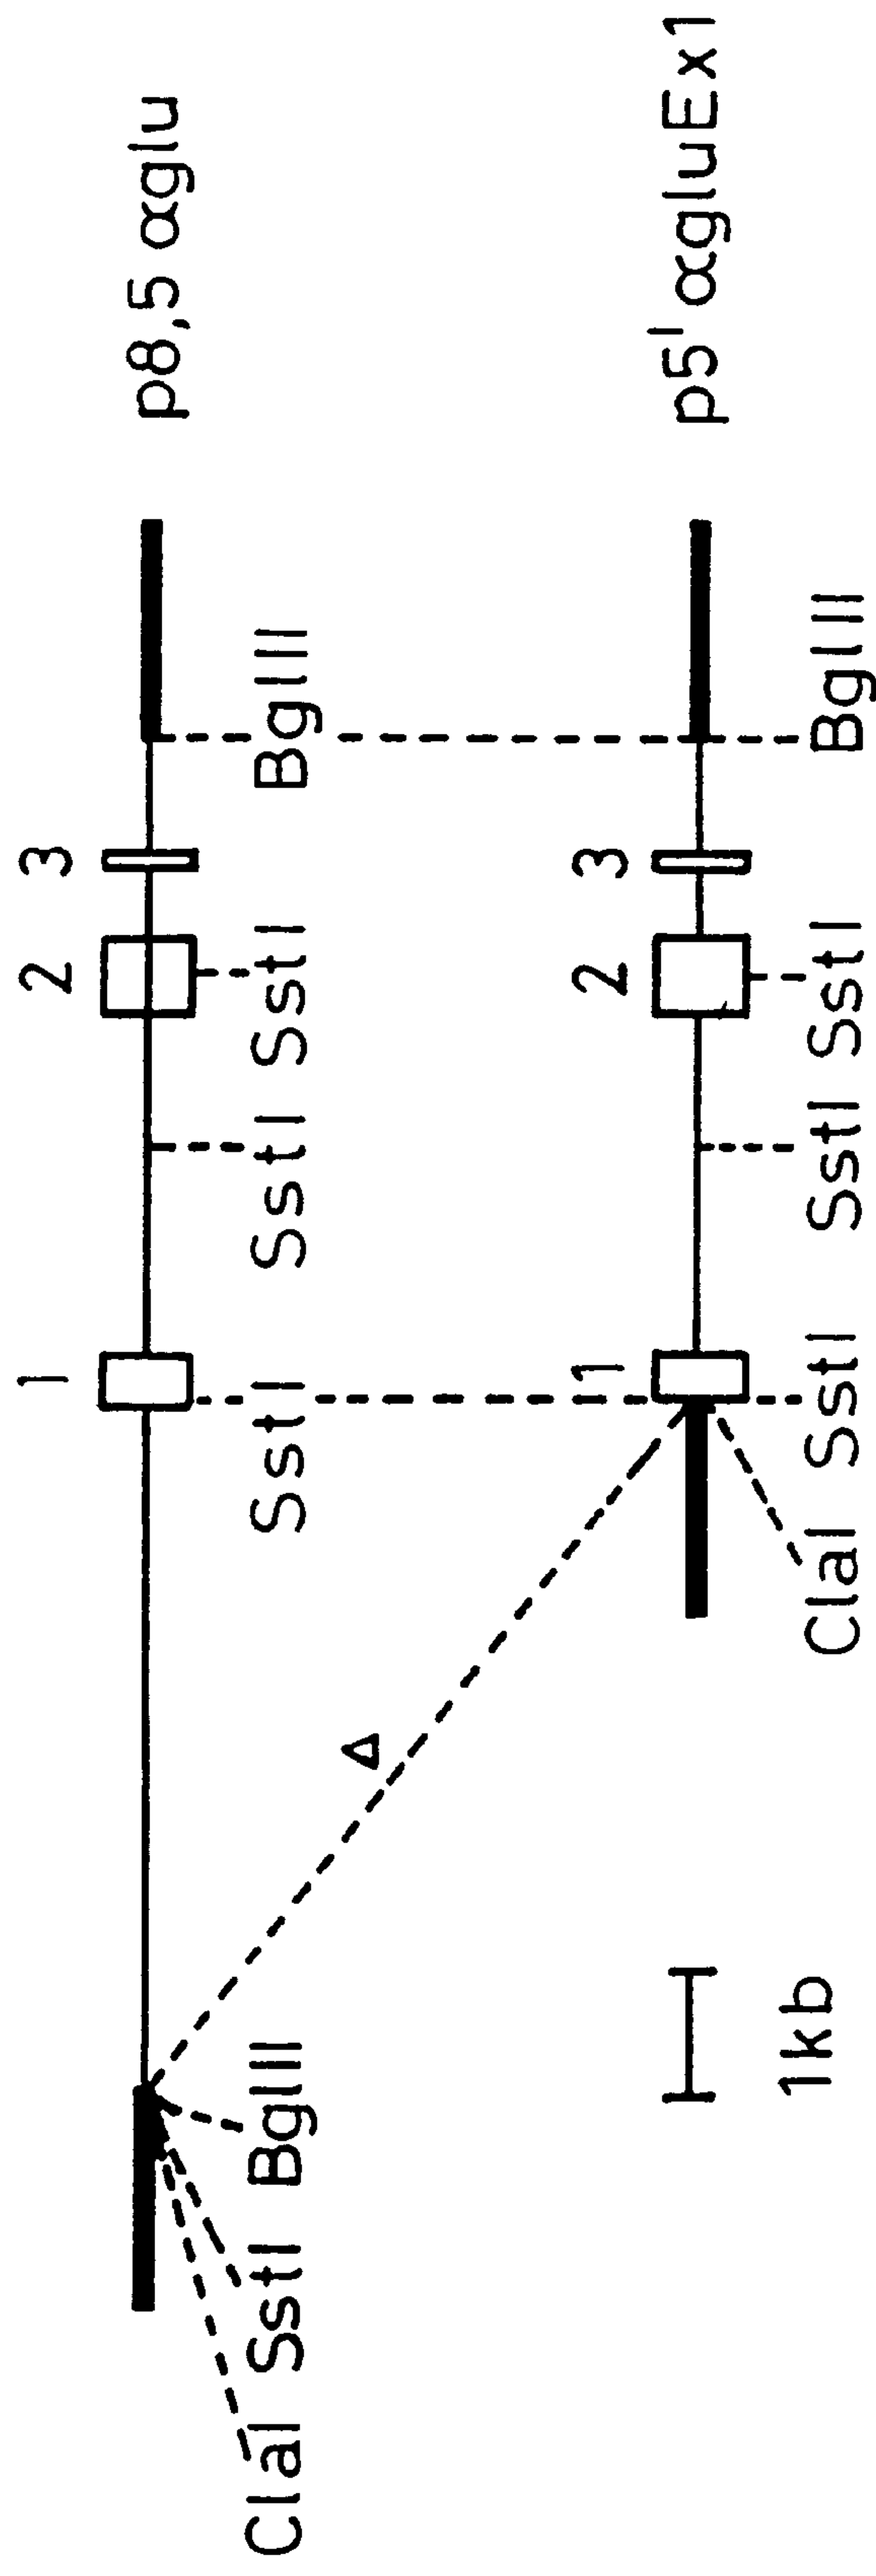 1 2 3
p8,5 αglu
ClaI SstI BglII SstI SstI SstI BglII
Δ
1 2 3
p5' αgluEx1
ClaI SstI SstI SstI BglII
1kb